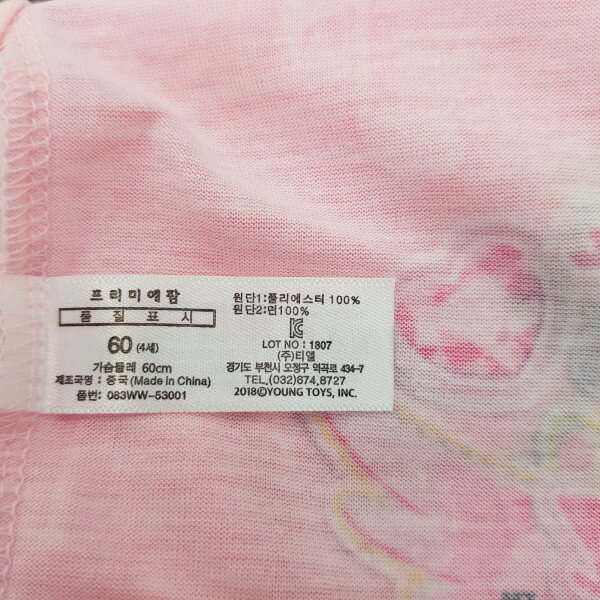 프리미에팜
품 질 표 시
60 (4세)
가슴둘레 60cm
제조국명 : 중국(Made in China)
품번: 083WW-53001
원단1:폴리에스터 100%
원단2:면100%
LOT NO : 1807
(주)티엘
경기도 부천시 오정구 역곡로 434-7
TEL.(032)674,8727
2018©YOUNG TOYS, INC.